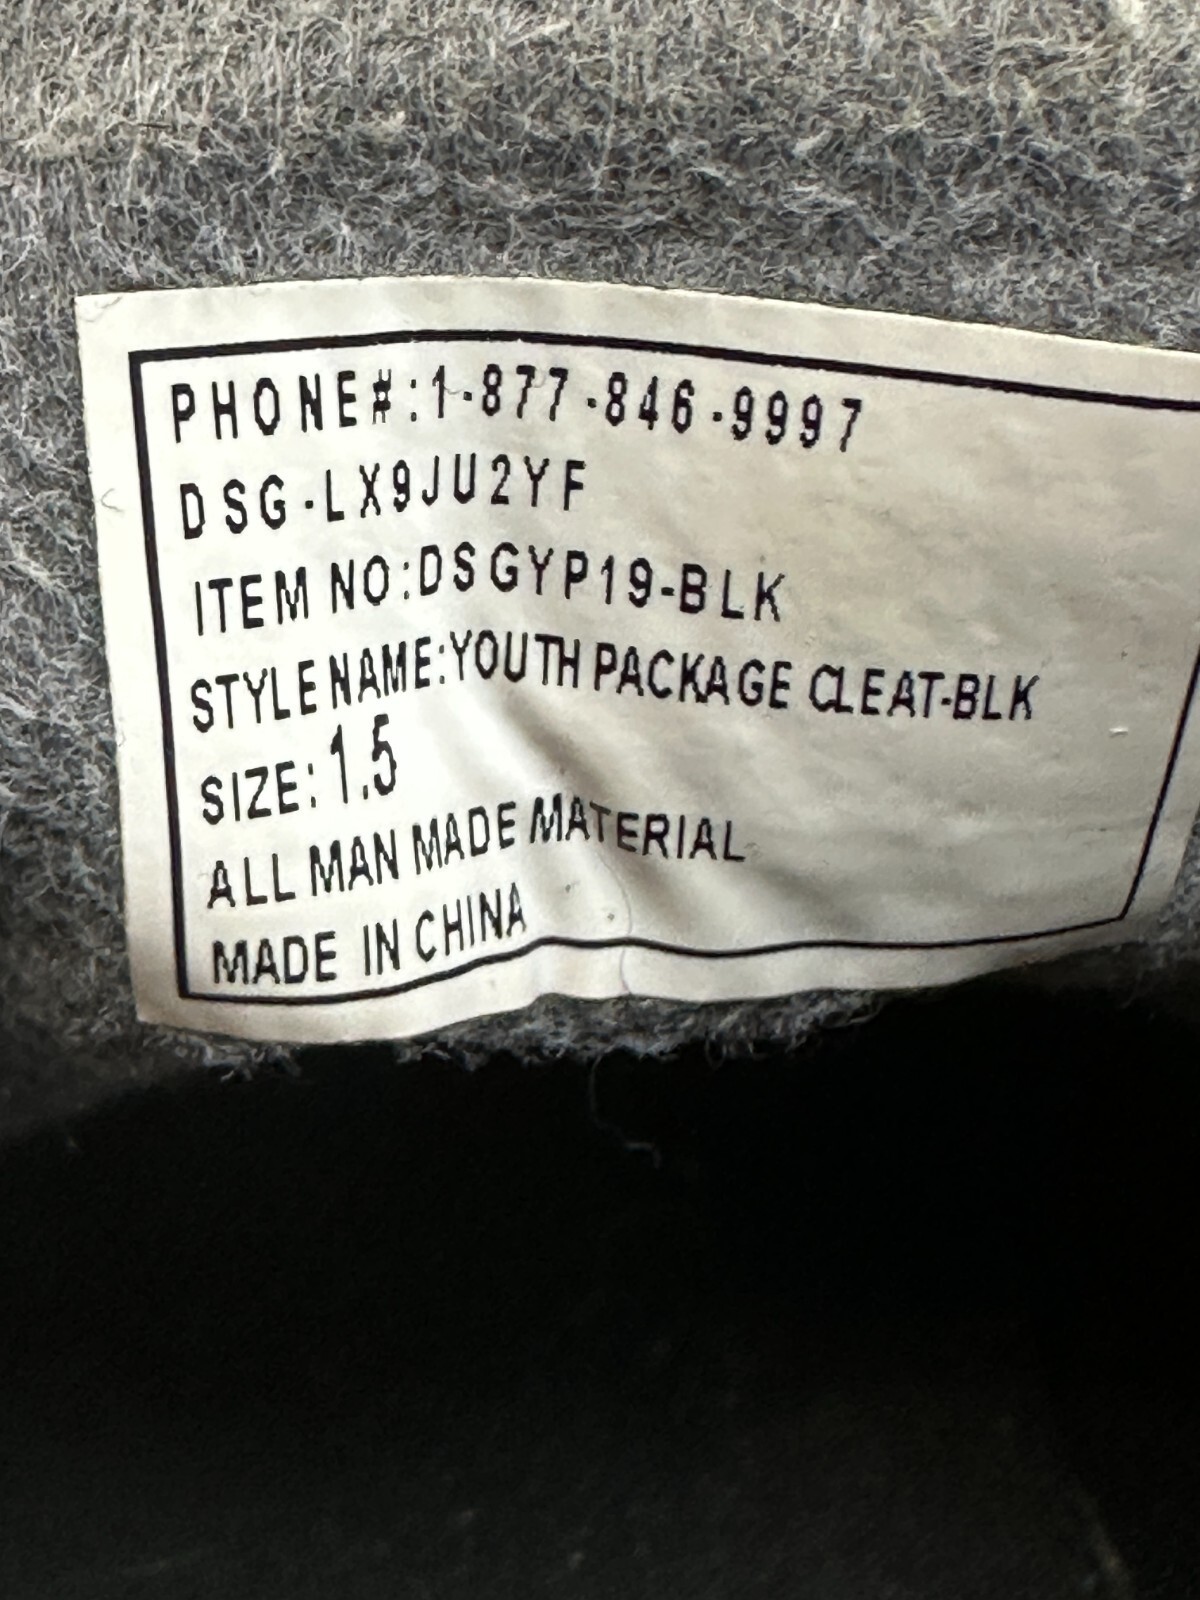 PHONE#:1-877-846-9997
DSG-LX9JU2YF
ITEM NO:DSGYP19-BLK
STYLE NAME:YOUTH PACKAGE CLEAT-BLK
SIZE:1.5
ALL MAN MADE MATERIAL
MADE IN CHINA